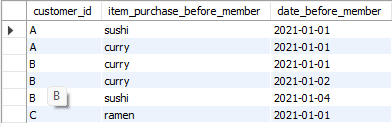 customer_id item_purchase_before_member date_before_member
A sushi 2021-01-01
A curry 2021-01-01
B curry 2021-01-01
B curry 2021-01-02
B sushi 2021-01-04
C ramen 2021-01-01
B